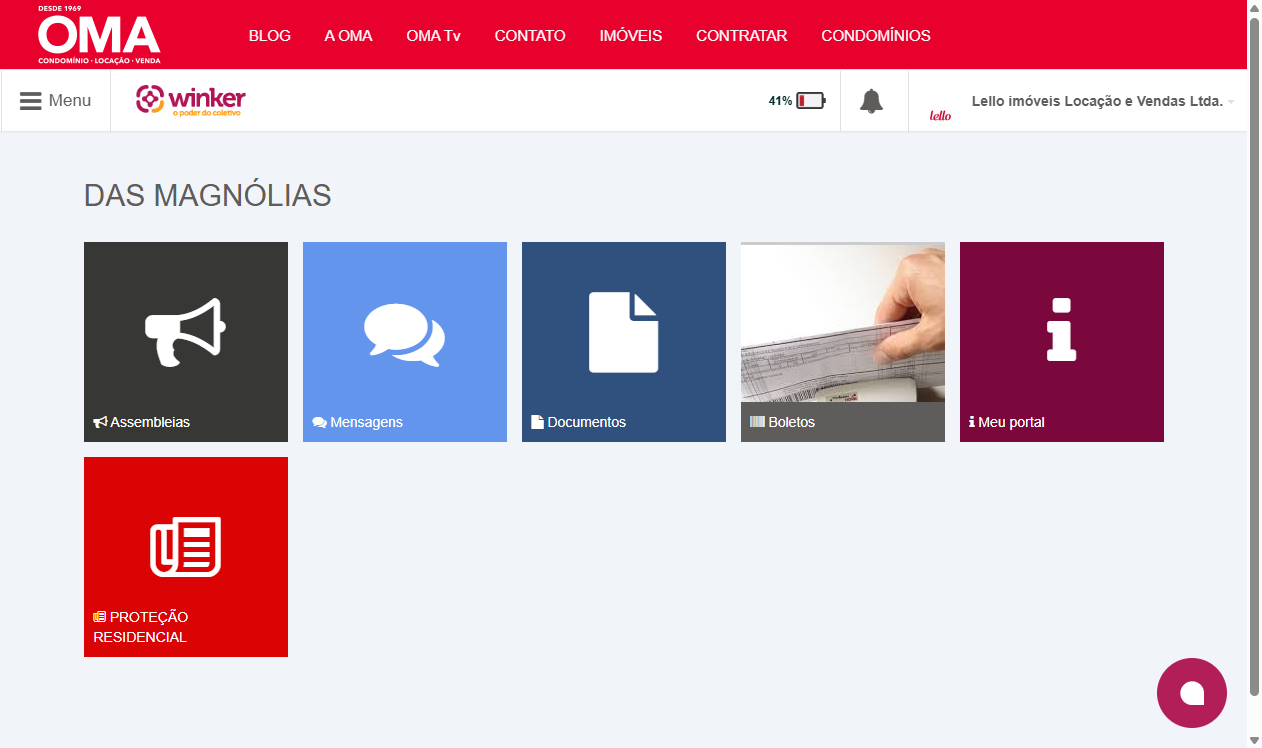 DESDE 1969
OMA
CONDOMÍNIO · LOCAÇÃO · VENDA
BLOG A OMA OMA Tv CONTATO IMÓVEIS CONTRATAR CONDOMÍNIOS
Menu
winker
o poder do coletivo
41%
lello
Lello imóveis Locação e Vendas Ltda.
DAS MAGNÓLIAS
Assembleias
Mensagens
Documentos
Boletos
Meu portal
PROTEÇÃO
RESIDENCIAL